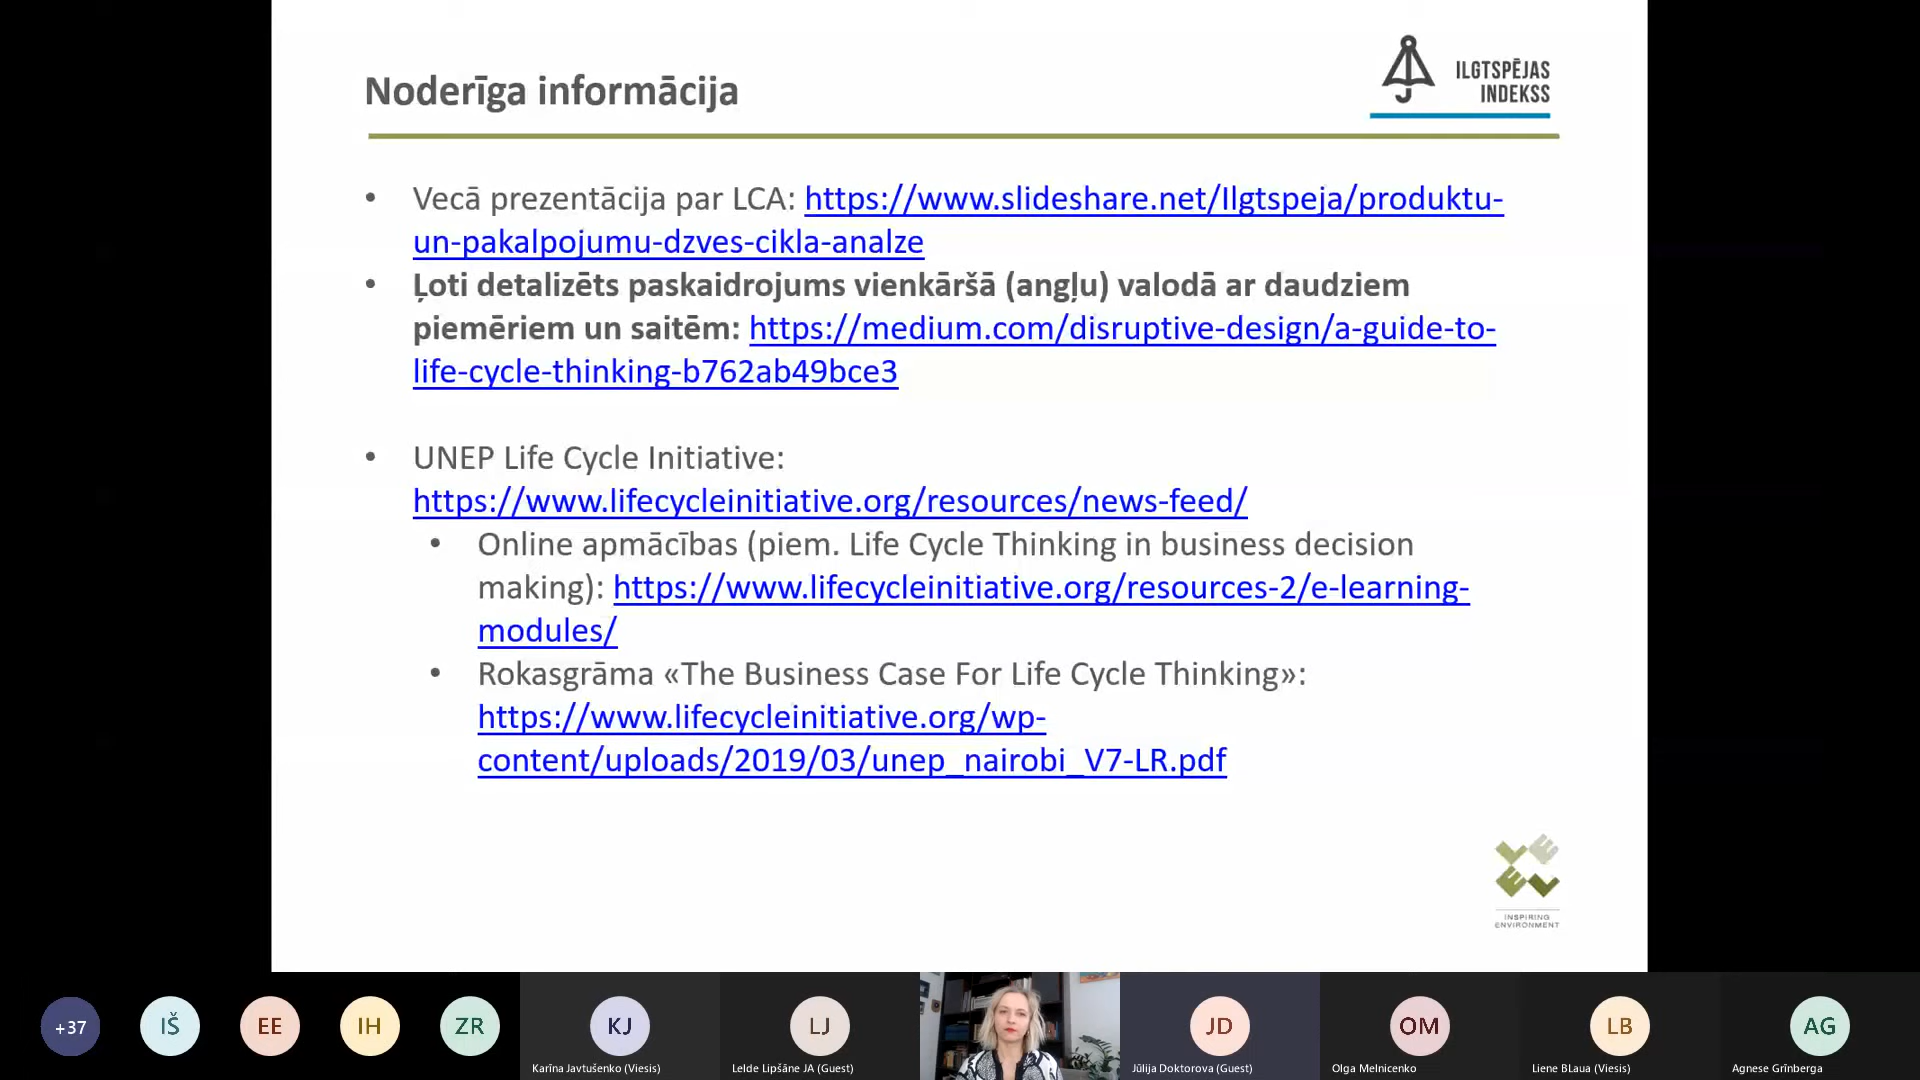 Noderīga informācija
ILGTSPĒJAS
INDEKSS
• Vecā prezentācija par LCA: https://www.slideshare.net/Ilgtspeja/produktu-
un-pakalpojumu-dzves-cikla-analze
• Ļoti detalizēts paskaidrojums vienkāršā (angļu) valodā ar daudziem
piemēriem un saitēm: https://medium.com/disruptive-design/a-guide-to-
life-cycle-thinking-b762ab49bce3
• UNEP Life Cycle Initiative:
https://www.lifecycleinitiative.org/resources/news-feed/
• Online apmācības (piem. Life Cycle Thinking in business decision
making): https://www.lifecycleinitiative.org/resources-2/e-learning-
modules/
• Rokasgrāma «The Business Case For Life Cycle Thinking»:
https://www.lifecycleinitiative.org/wp-
content/uploads/2019/03/unep_nairobi_V7-LR.pdf
INSPIRING
ENVIRONMENT
+37
IŠ
EE
IH
ZR
KJ
Karīna Javtušenko (Viesis)
LJ
Lelde Lipšāne JA (Guest)
JD
Jūlija Doktorova (Guest)
OM
Olga Melnicenko
LB
Liene BLaua (Viesis)
AG
Agnese Grīnberga